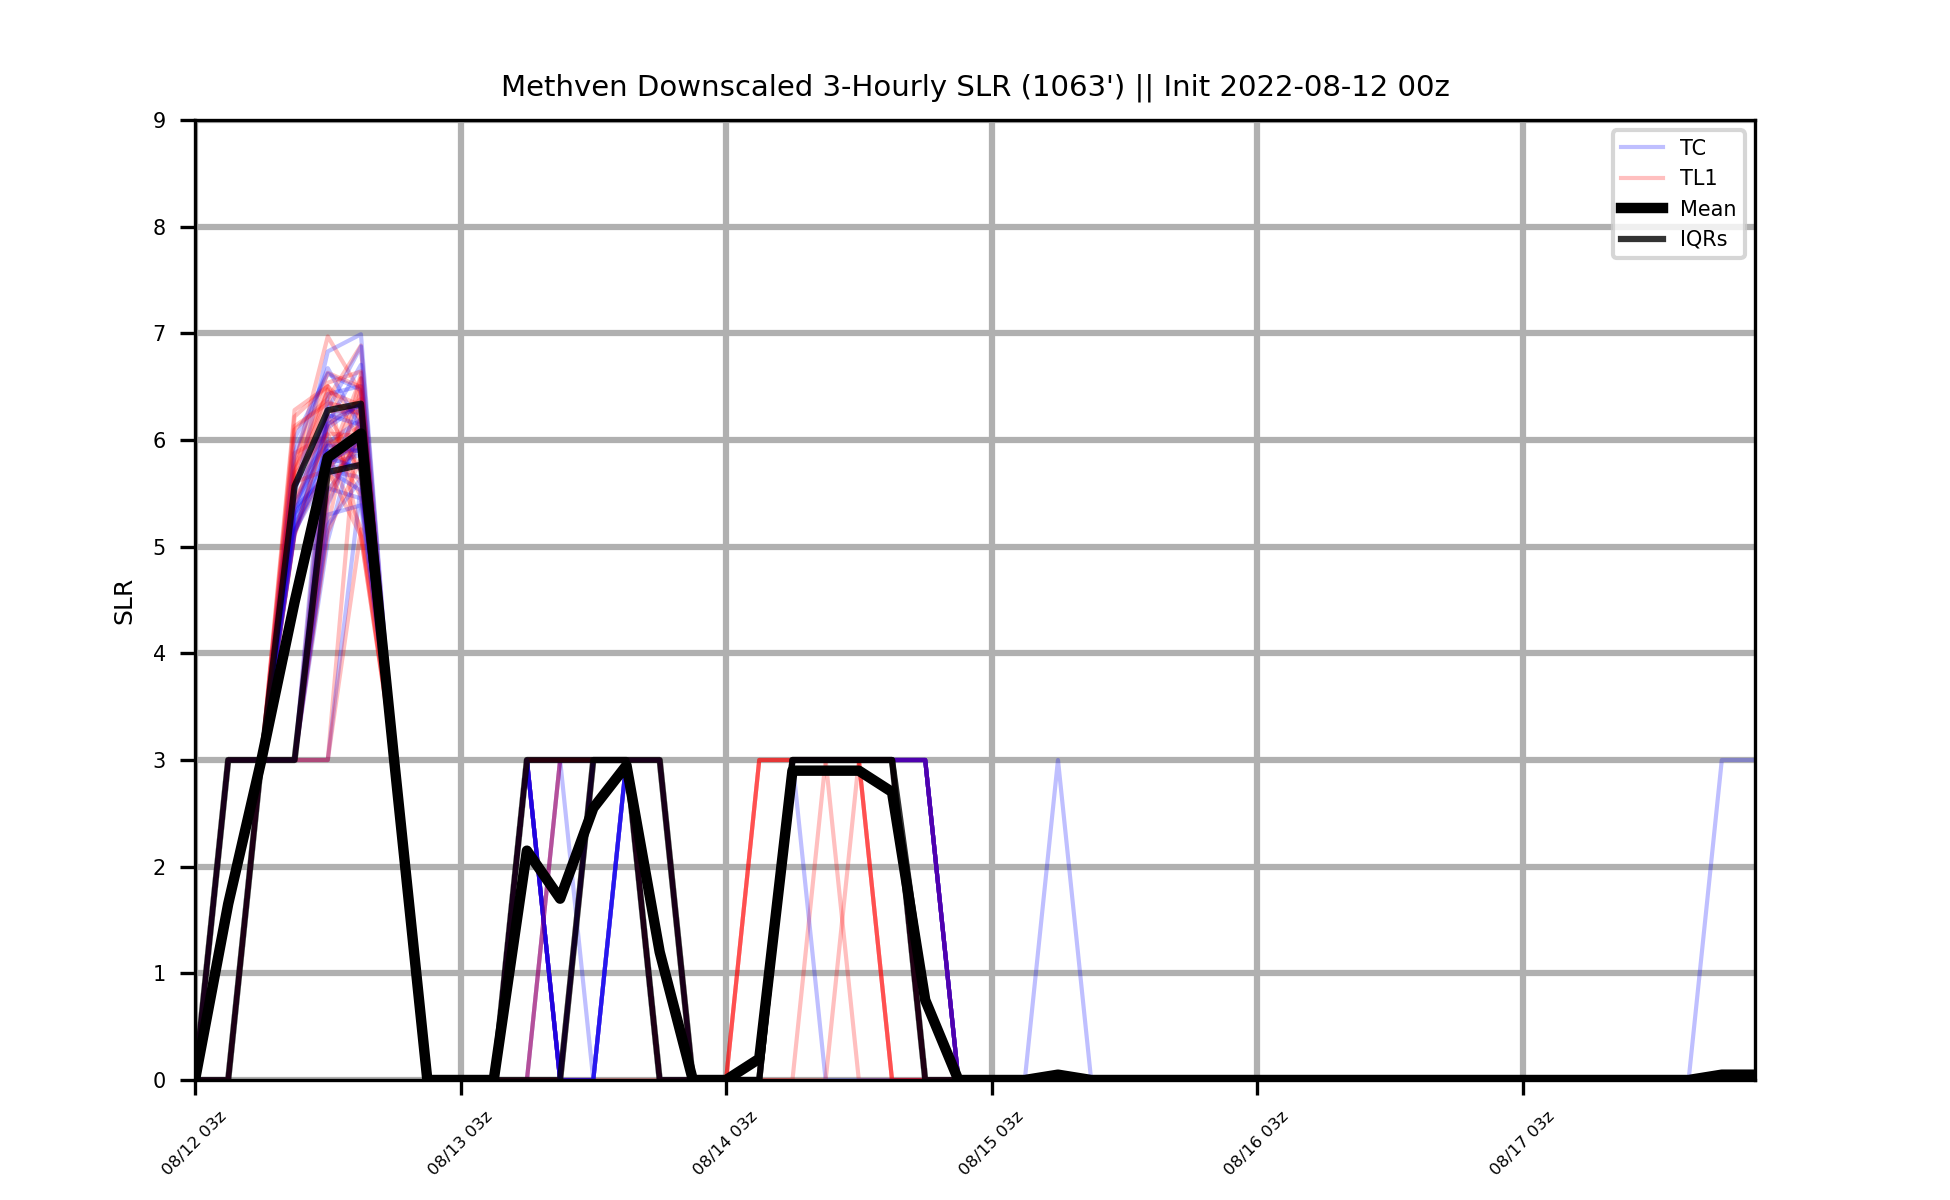 Methven Downscaled 3-Hourly SLR (1063') || Init 2022-08-12 00z
9
8
7
6
5
4
3
2
1
0
SLR
TC
TL1
Mean
IQRs
08/12 03z
08/13 03z
08/14 03z
08/15 03z
08/16 03z
08/17 03z